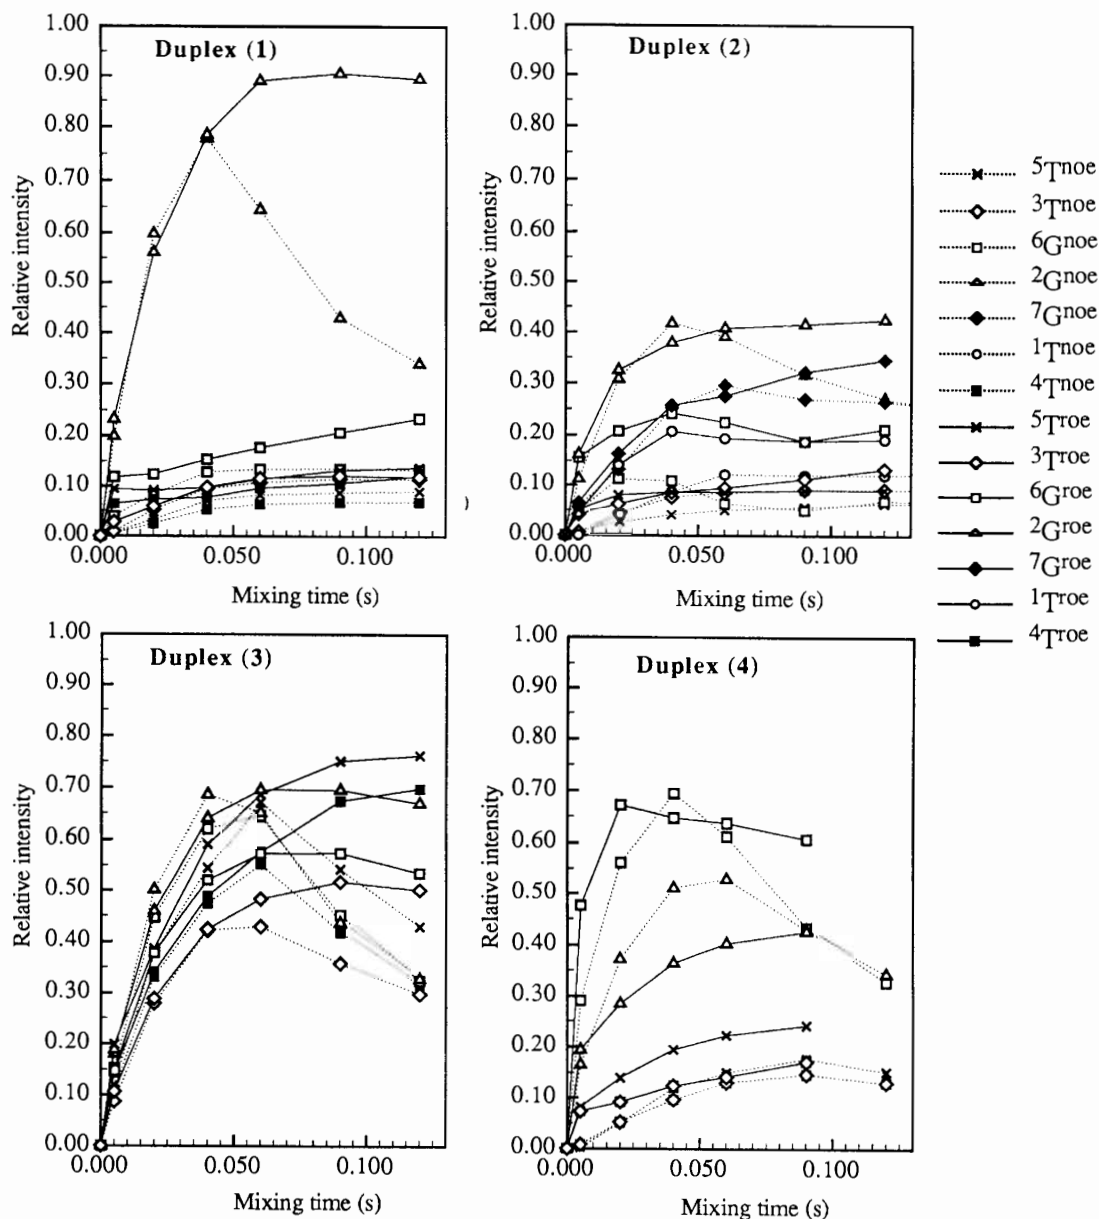 Duplex (1)
1.00
0.90
0.80
0.70
0.60
0.50
0.40
0.30
0.20
0.10
0.00
Relative intensity
0.000
0.050
0.100
Mixing time (s)
Duplex (2)
1.00
0.90
0.80
0.70
0.60
0.50
0.40
0.30
0.20
0.10
0.00
Relative intensity
0.000
0.050
0.100
Mixing time (s)
5Tnoe
3Tnoe
6Gnoe
2Gnoe
7Gnoe
1Tnoe
4Tnoe
5Troe
3Troe
6Groe
2Groe
7Groe
1Troe
4Troe
Duplex (3)
1.00
0.90
0.80
0.70
0.60
0.50
0.40
0.30
0.20
0.10
0.00
Relative intensity
0.000
0.050
0.100
Mixing time (s)
Duplex (4)
1.00
0.90
0.80
0.70
0.60
0.50
0.40
0.30
0.20
0.10
0.00
Relative intensity
0.000
0.050
0.100
Mixing time (s)